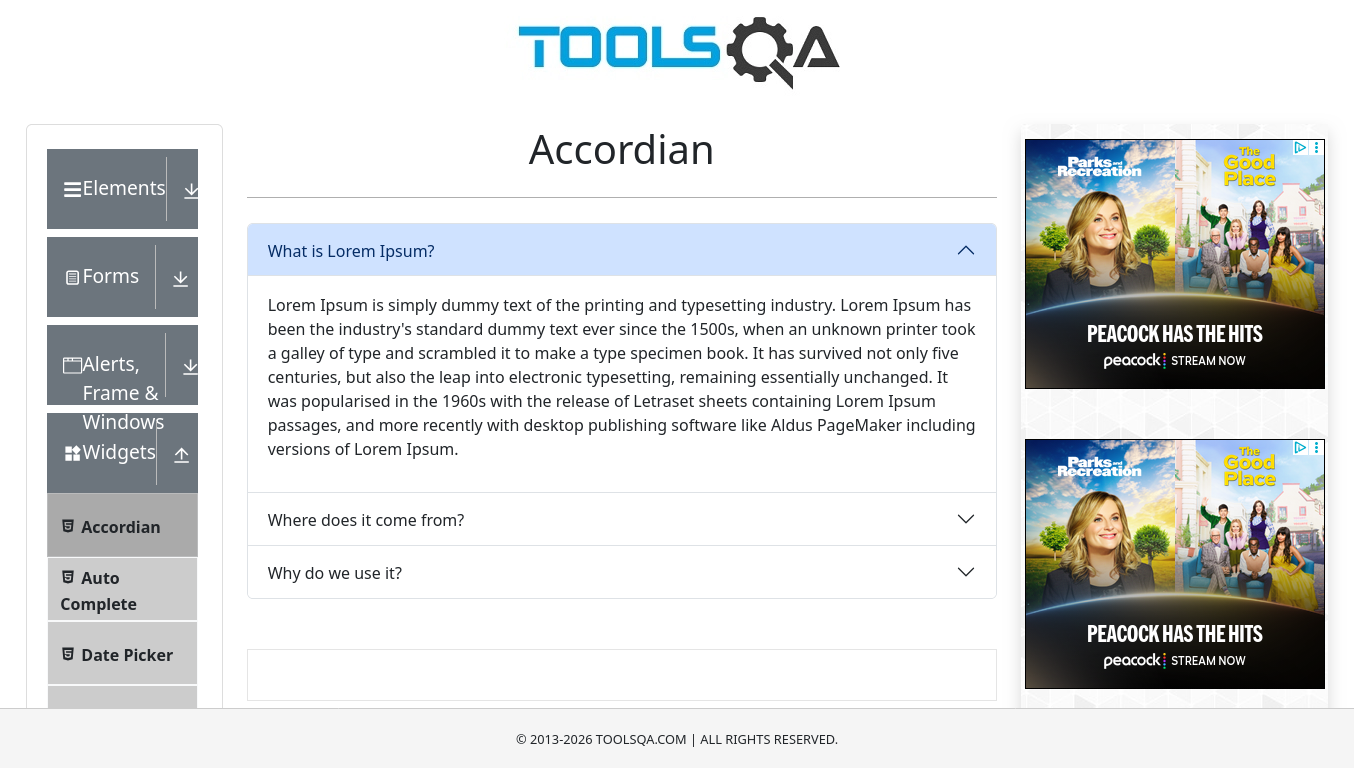 TOOLSQA
Accordian
Elements
Forms
Alerts,
Frame &
Windows
Widgets
Accordian
Auto
Complete
Date Picker
What is Lorem Ipsum?
Lorem Ipsum is simply dummy text of the printing and typesetting industry. Lorem Ipsum has
been the industry's standard dummy text ever since the 1500s, when an unknown printer took
a galley of type and scrambled it to make a type specimen book. It has survived not only five
centuries, but also the leap into electronic typesetting, remaining essentially unchanged. It
was popularised in the 1960s with the release of Letraset sheets containing Lorem Ipsum
passages, and more recently with desktop publishing software like Aldus PageMaker including
versions of Lorem Ipsum.
Where does it come from?
Why do we use it?
Parks and
Recreation
The
Good
Place
PEACOCK HAS THE HITS
peacock STREAM NOW
Parks and
Recreation
The
Good
Place
PEACOCK HAS THE HITS
peacock STREAM NOW
© 2013-2026 TOOLSQA.COM | ALL RIGHTS RESERVED.